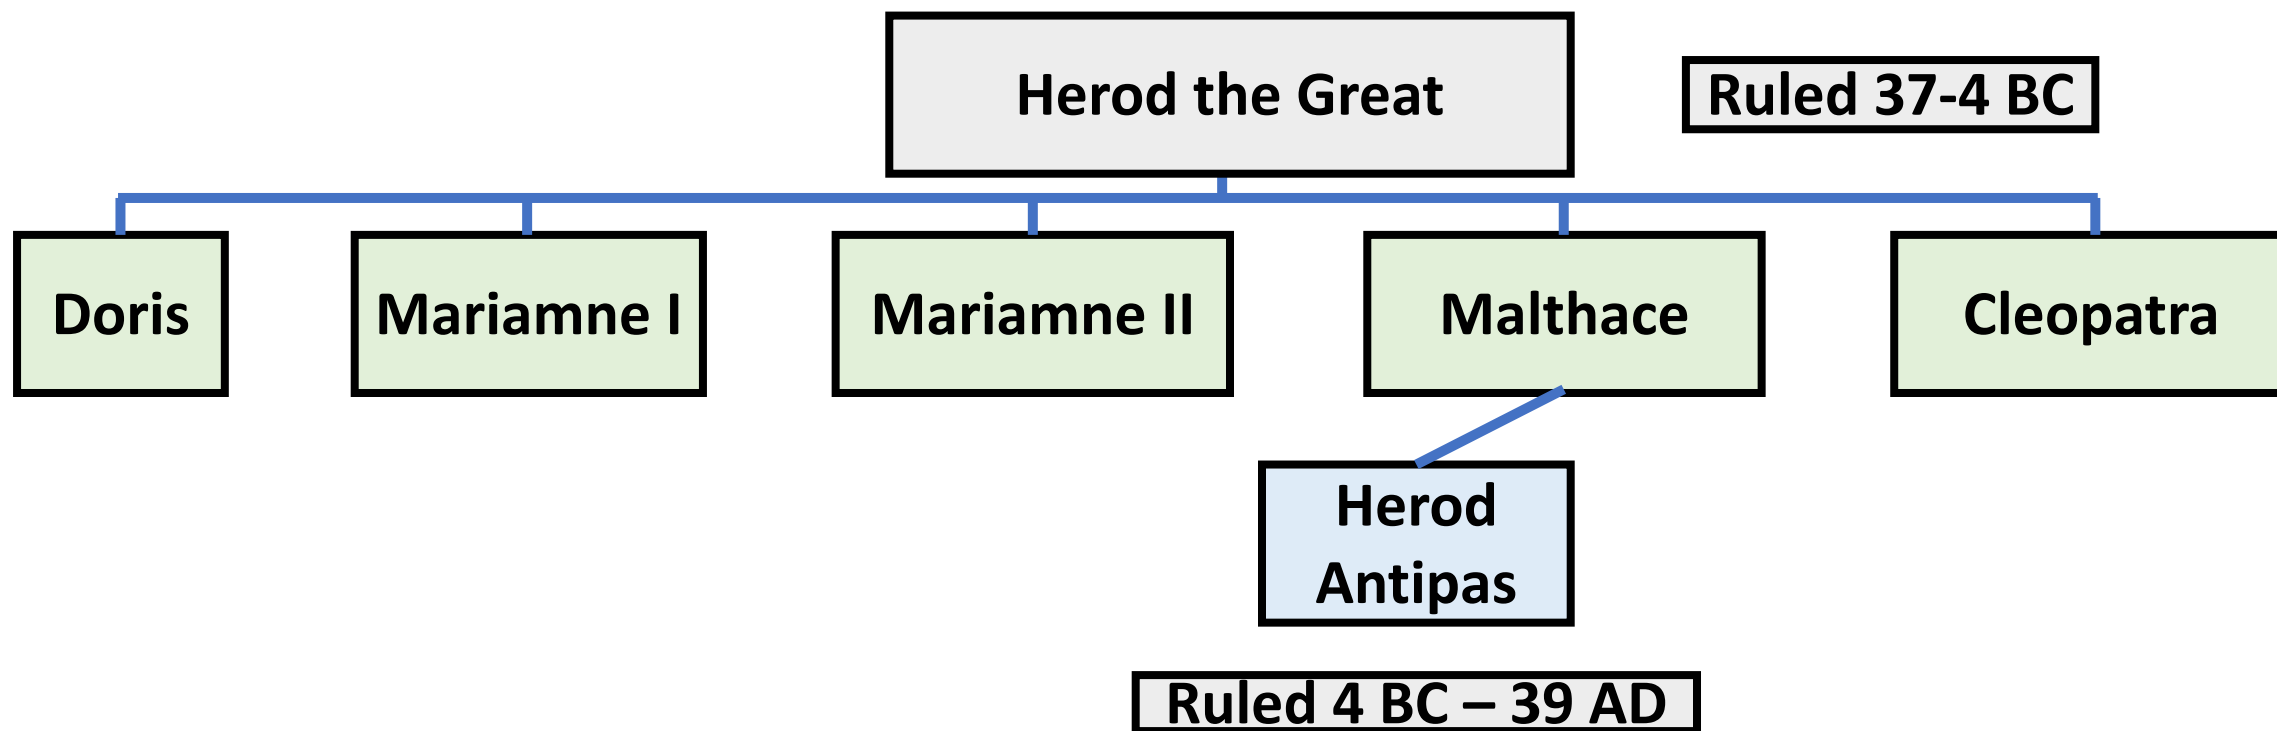 Herod the Great
Ruled 37-4 BC
Doris
Mariamne I
Mariamne II
Malthace
Cleopatra
Herod
Antipas
Ruled 4 BC – 39 AD